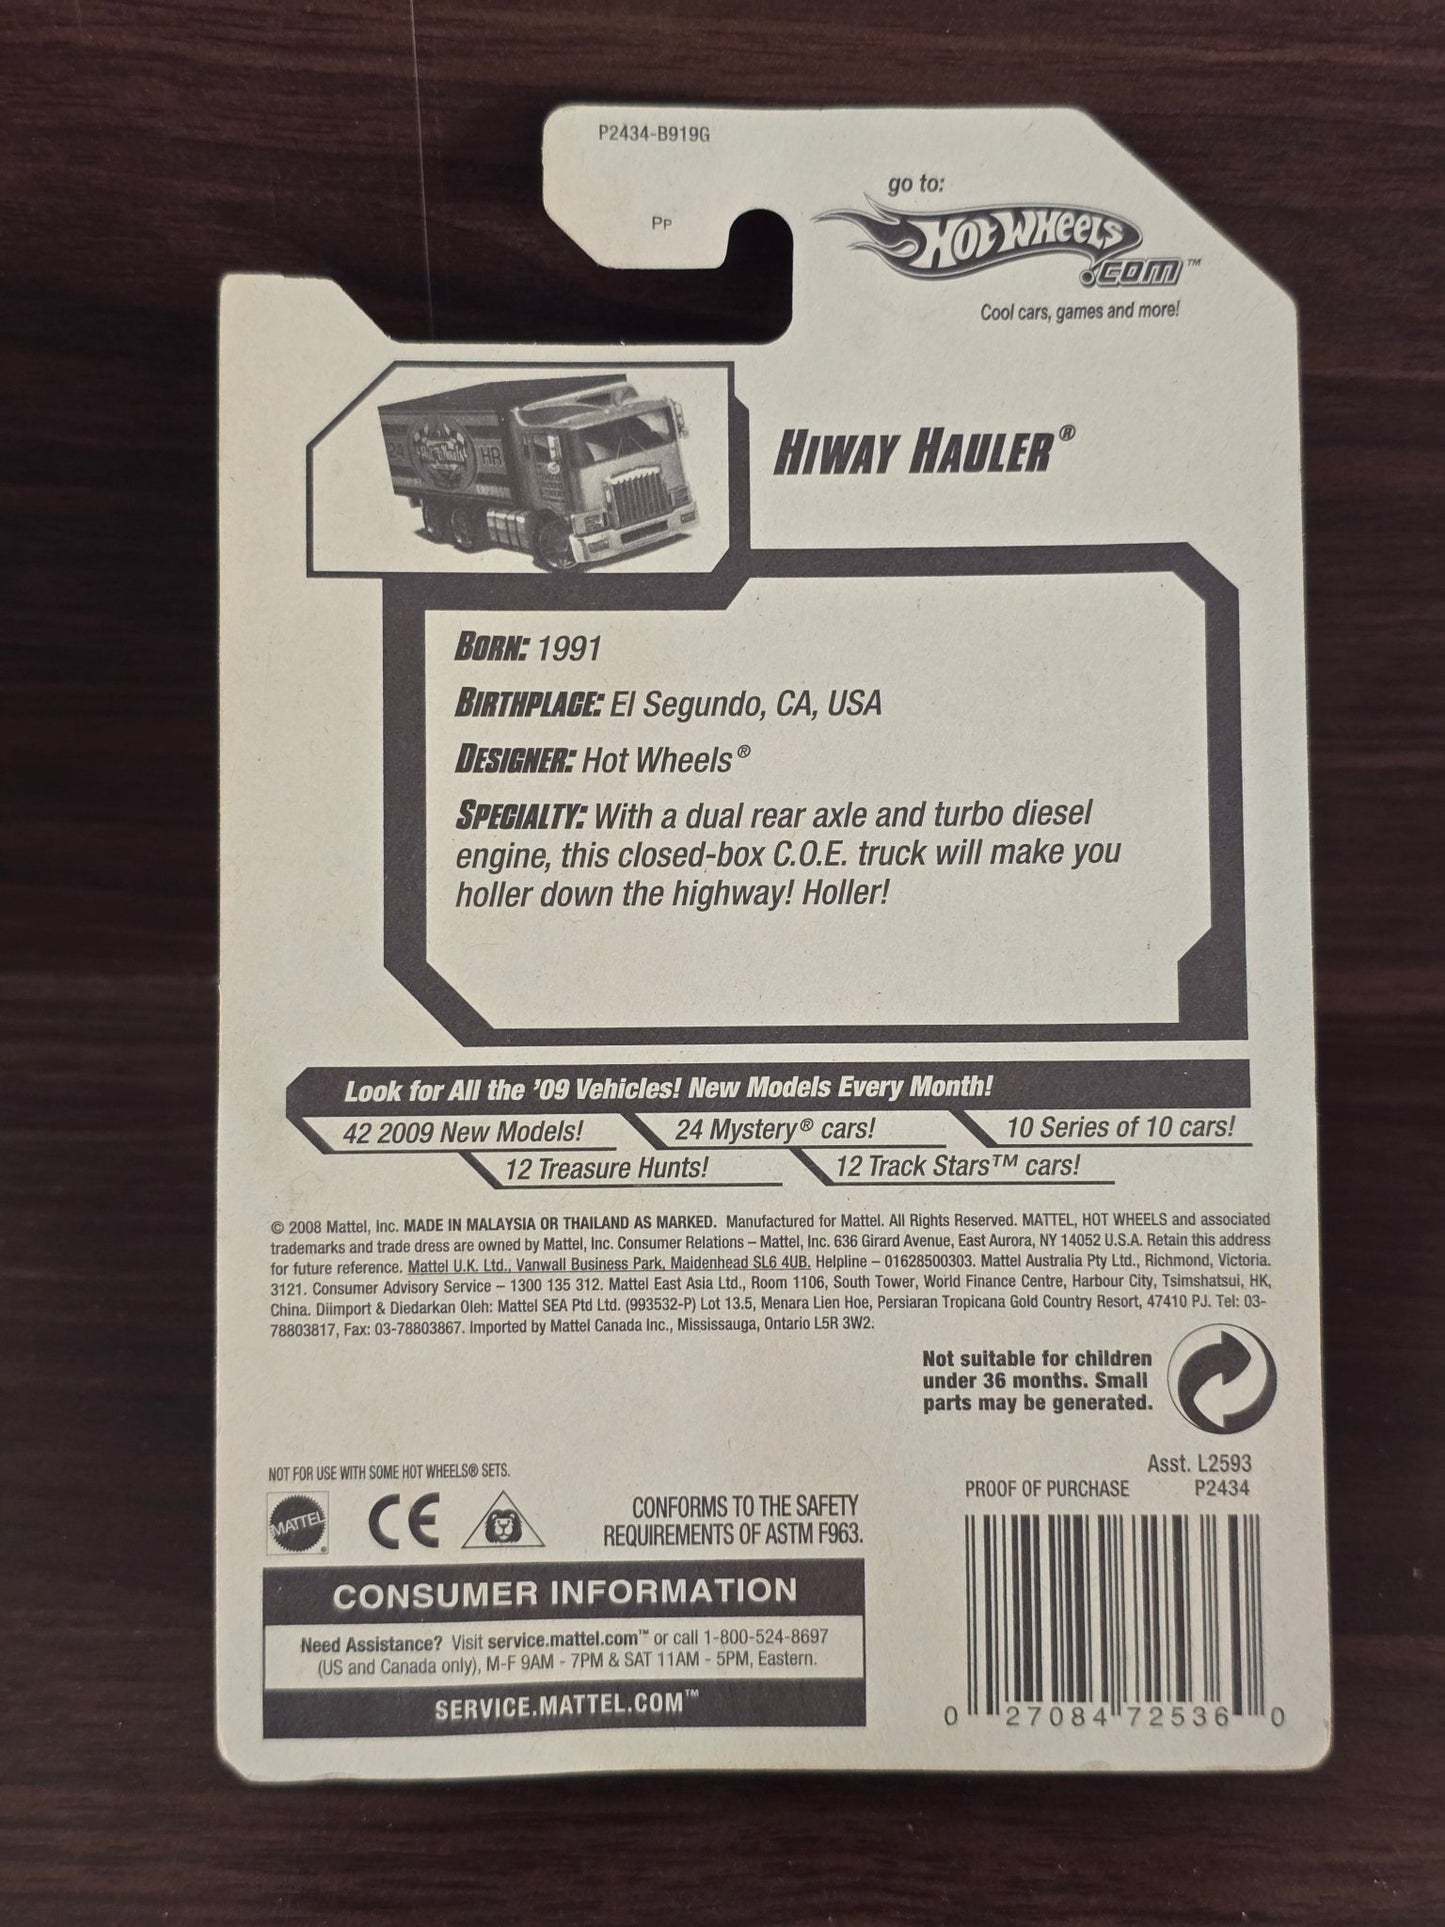 P2434-B919G
go to:
Pp
HOT WHEELS
.COM™
Cool cars, games and more!
24
HR
HIWAY HAULER®
BORN: 1991
BIRTHPLACE: El Segundo, CA, USA
DESIGNER: Hot Wheels®
SPECIALTY: With a dual rear axle and turbo diesel
engine, this closed-box C.O.E. truck will make you
holler down the highway! Holler!
Look for All the '09 Vehicles! New Models Every Month!
42 2009 New Models!
24 Mystery® cars!
10 Series of 10 cars!
12 Treasure Hunts!
12 Track Stars™ cars!
© 2008 Mattel, Inc. MADE IN MALAYSIA OR THAILAND AS MARKED. Manufactured for Mattel. All Rights Reserved. MATTEL, HOT WHEELS and associated
trademarks and trade dress are owned by Mattel, Inc. Consumer Relations – Mattel, Inc. 636 Girard Avenue, East Aurora, NY 14052 U.S.A. Retain this address
for future reference. Mattel U.K. Ltd., Vanwall Business Park, Maidenhead SL6 4UB. Helpline – 01628500303. Mattel Australia Pty Ltd., Richmond, Victoria.
3121. Consumer Advisory Service – 1300 135 312. Mattel East Asia Ltd., Room 1106, South Tower, World Finance Centre, Harbour City, Tsimshatsui, HK,
China. Diimport & Diedarkan Oleh: Mattel SEA Ptd Ltd. (993532-P) Lot 13.5, Menara Lien Hoe, Persiaran Tropicana Gold Country Resort, 47410 PJ. Tel: 03-
78803817, Fax: 03-78803867. Imported by Mattel Canada Inc., Mississauga, Ontario L5R 3W2.
Not suitable for children
under 36 months. Small
parts may be generated.
NOT FOR USE WITH SOME HOT WHEELS® SETS.
Asst. L2593
PROOF OF PURCHASE P2434
MATTEL
®
CE
CONFORMS TO THE SAFETY
REQUIREMENTS OF ASTM F963.
CONSUMER INFORMATION
Need Assistance? Visit service.mattel.com™ or call 1-800-524-8697
(US and Canada only), M-F 9AM - 7PM & SAT 11AM - 5PM, Eastern.
SERVICE.MATTEL.COM™
0 27084 72536 0